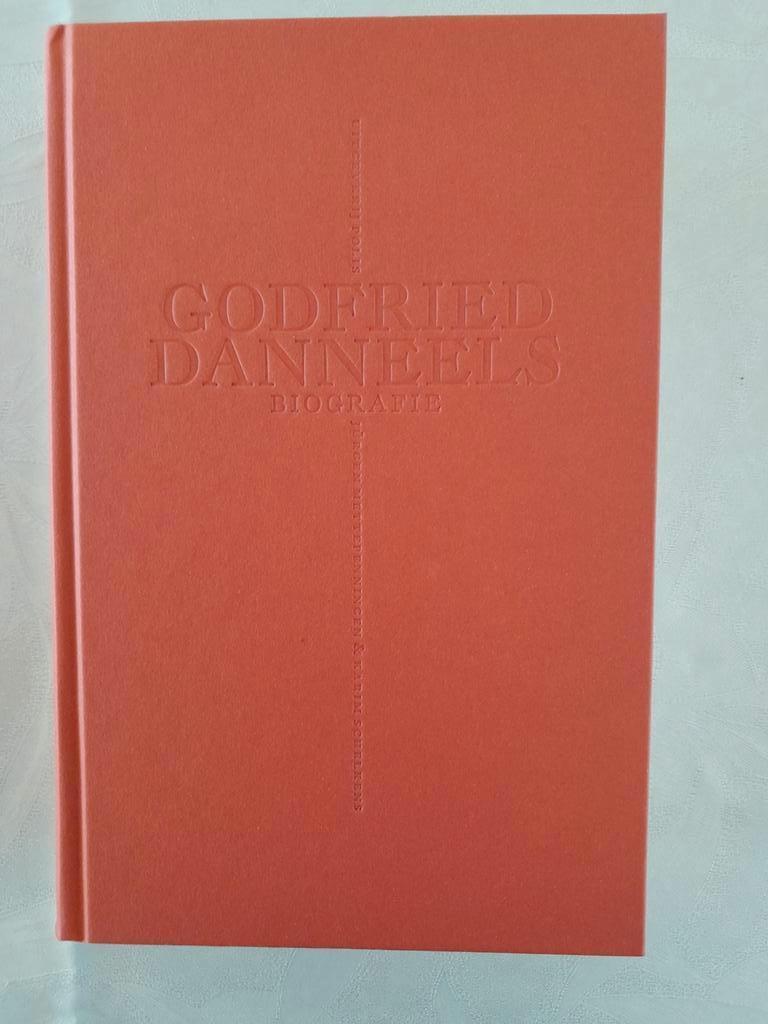 UITGEVERIJ POLIS
GODFRIED
DANNEELS
BIOGRAFIE
JÜRGEN METTEPENNINGEN & KARIM SCHELKENS